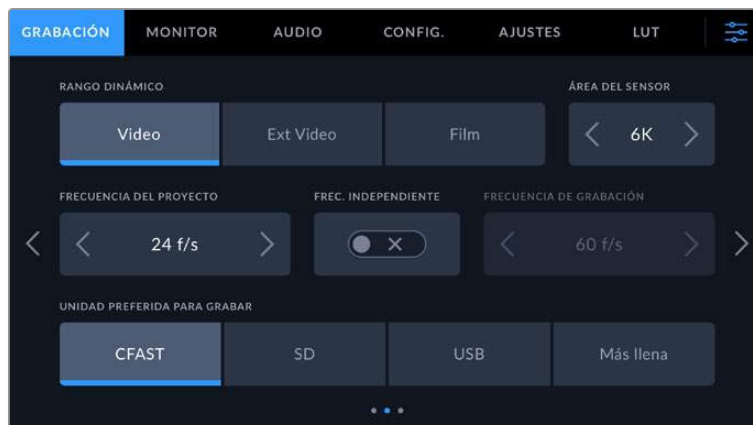 GRABACIÓN MONITOR AUDIO CONFIG. AJUSTES LUT
RANGO DINÁMICO ÁREA DEL SENSOR
Video Ext Video Film 6K
FRECUENCIA DEL PROYECTO FREC. INDEPENDIENTE FRECUENCIA DE GRABACIÓN
24 f/s 60 f/s
UNIDAD PREFERIDA PARA GRABAR
CFAST SD USB Más llena